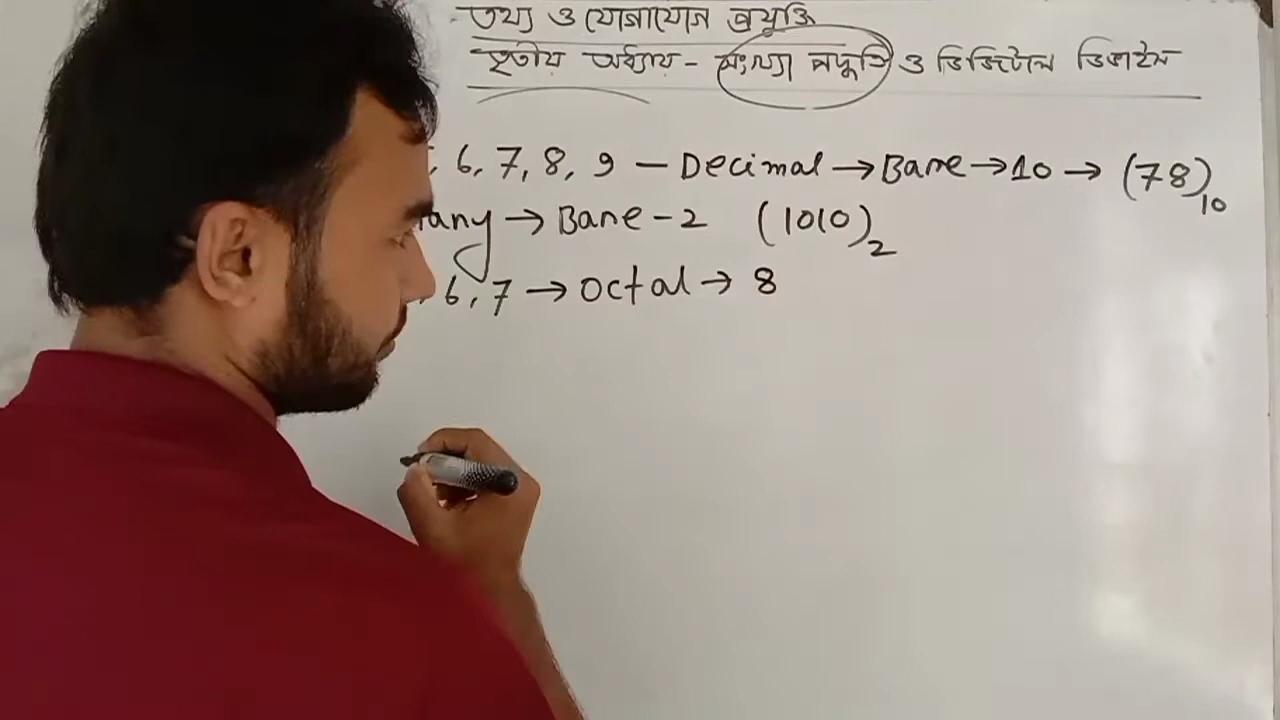 তথ্য ও যোগাযোগ প্রযুক্তি
তৃতীয় অধ্যায় - সংখ্যা পদ্ধতি ও ডিজিটাল ডিভাইস
6, 7, 8, 9 — Decimal → Base → 10 → (78)10
nary → Base - 2 (1010)2
6, 7 → Octal → 8